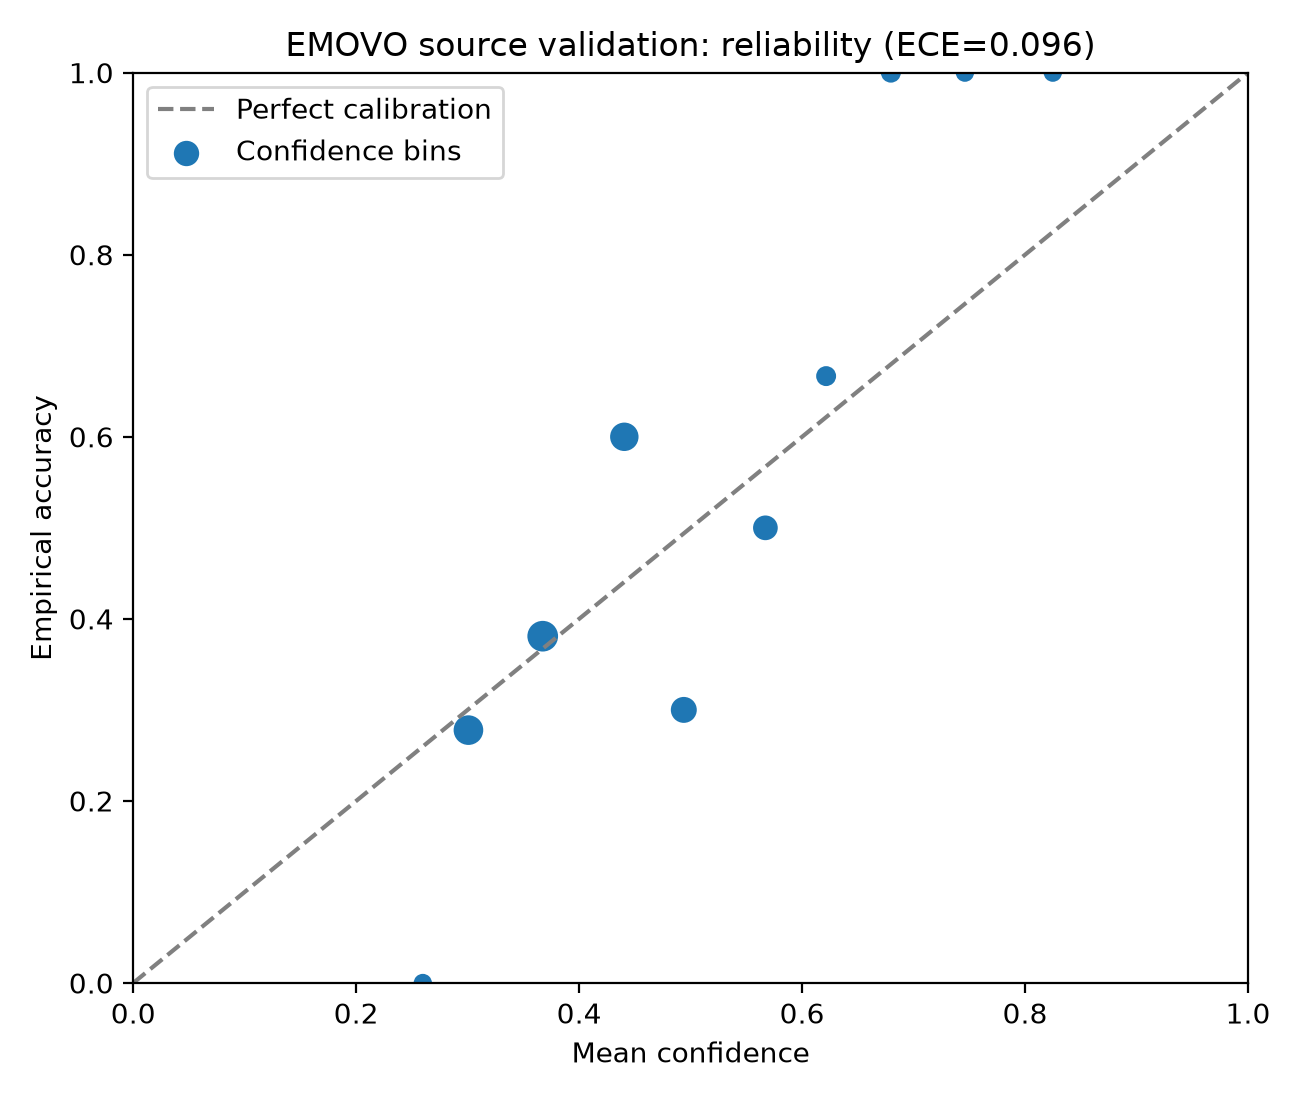 EMOVO source validation: reliability (ECE=0.096)
Perfect calibration
Confidence bins
1.0
0.8
0.6
0.4
0.2
0.0
Empirical accuracy
0.0 0.2 0.4 0.6 0.8 1.0
Mean confidence